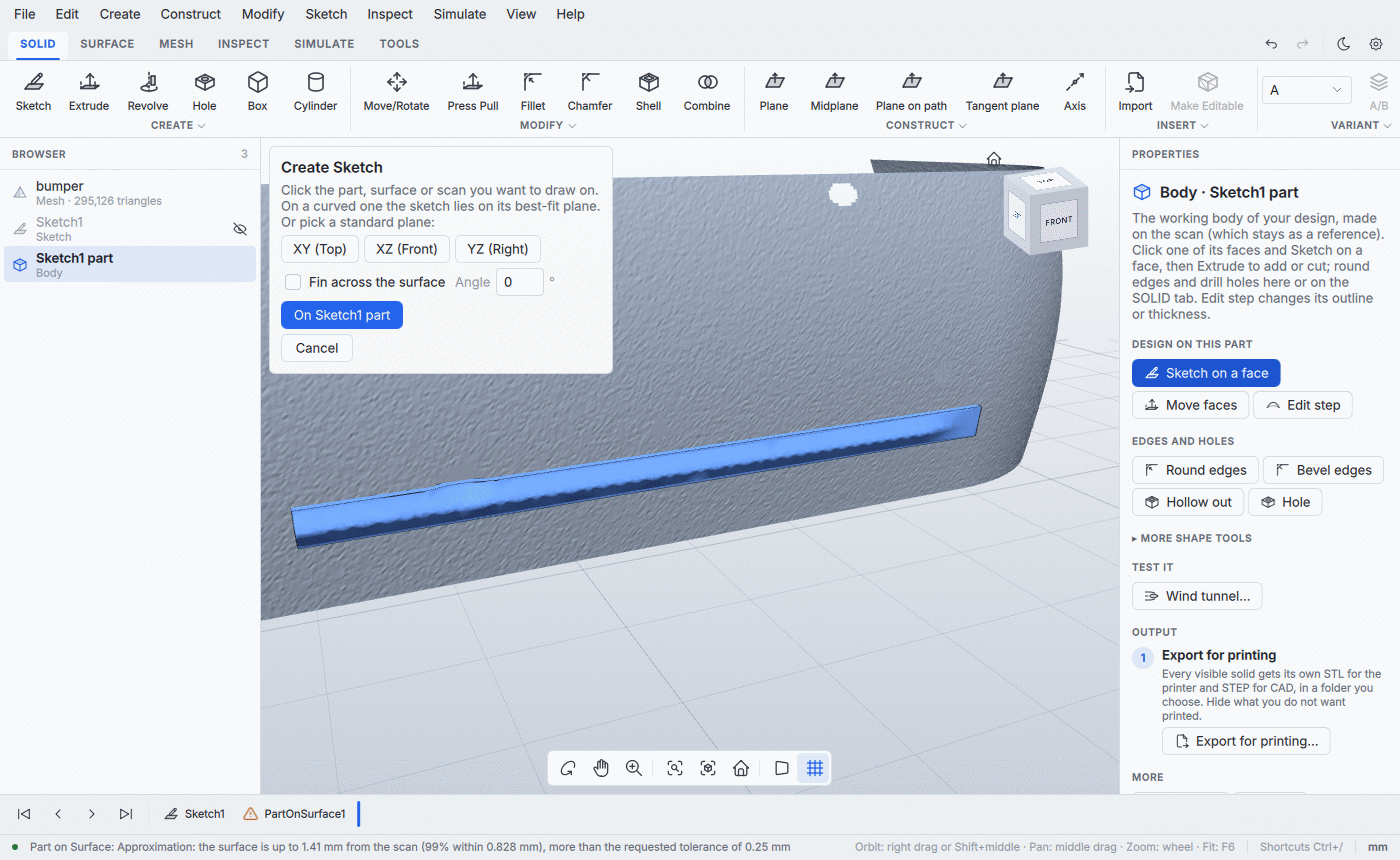 File Edit Create Construct Modify Sketch Inspect Simulate View Help
SOLID SURFACE MESH INSPECT SIMULATE TOOLS
Sketch Extrude Revolve Hole Box Cylinder Move/Rotate Press Pull Fillet Chamfer Shell Combine Plane Midplane Plane on path Tangent plane Axis Import Make Editable A A/B
CREATE MODIFY CONSTRUCT INSERT VARIANT
BROWSER 3
bumper
Mesh · 295,126 triangles
Sketch1
Sketch
Sketch1 part
Body
Create Sketch
Click the part, surface or scan you want to draw on.
On a curved one the sketch lies on its best-fit plane.
Or pick a standard plane:
XY (Top) XZ (Front) YZ (Right)
Fin across the surface Angle 0 °
On Sketch1 part
Cancel
TOP
FRONT
PROPERTIES
Body · Sketch1 part
The working body of your design, made
on the scan (which stays as a reference).
Click one of its faces and Sketch on a
face, then Extrude to add or cut; round
edges and drill holes here or on the
SOLID tab. Edit step changes its outline
or thickness.
DESIGN ON THIS PART
Sketch on a face
Move faces Edit step
EDGES AND HOLES
Round edges Bevel edges
Hollow out Hole
MORE SHAPE TOOLS
TEST IT
Wind tunnel...
OUTPUT
1 Export for printing
Every visible solid gets its own STL for the
printer and STEP for CAD, in a folder you
choose. Hide what you do not want
printed.
Export for printing...
MORE
Sketch1 PartOnSurface1
Part on Surface: Approximation: the surface is up to 1.41 mm from the scan (99% within 0.828 mm), more than the requested tolerance of 0.25 mm
Orbit: right drag or Shift+middle · Pan: middle drag · Zoom: wheel · Fit: F6 Shortcuts Ctrl+/ mm